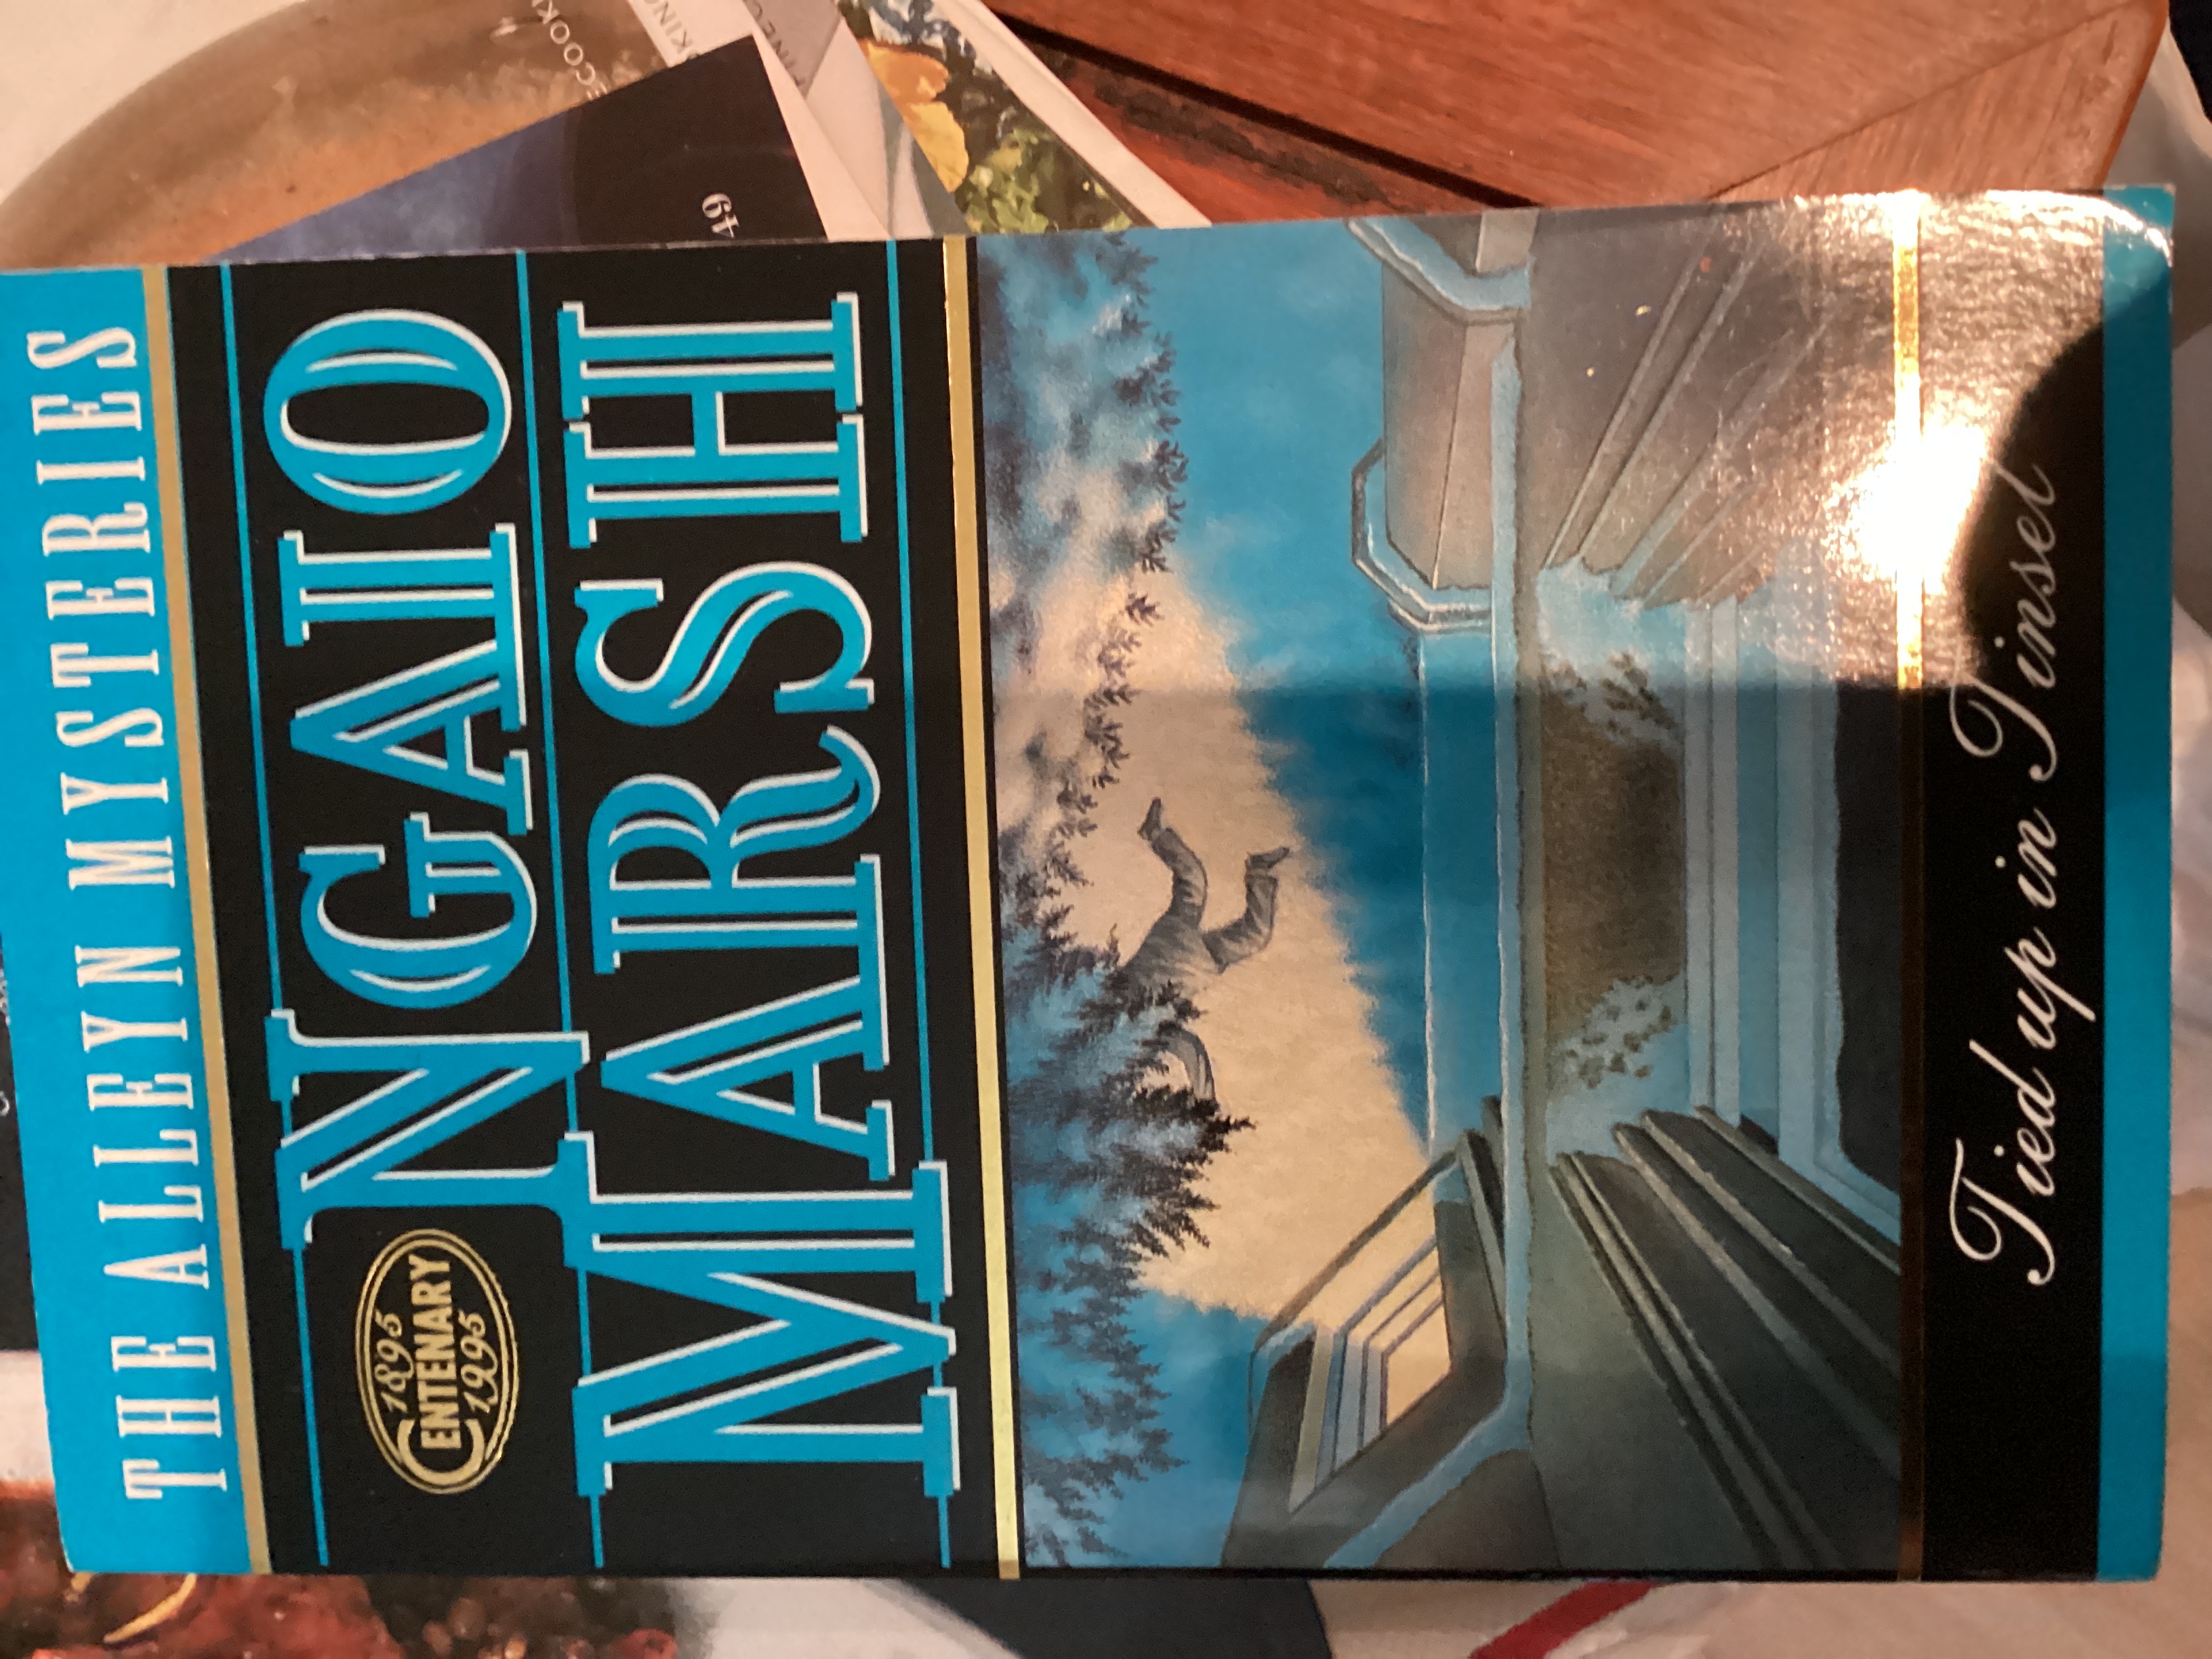 THE ALLEYN MYSTERIES
1895
CENTENARY
1995
NGAIO
MARSH
Tied up in Tinsel
49